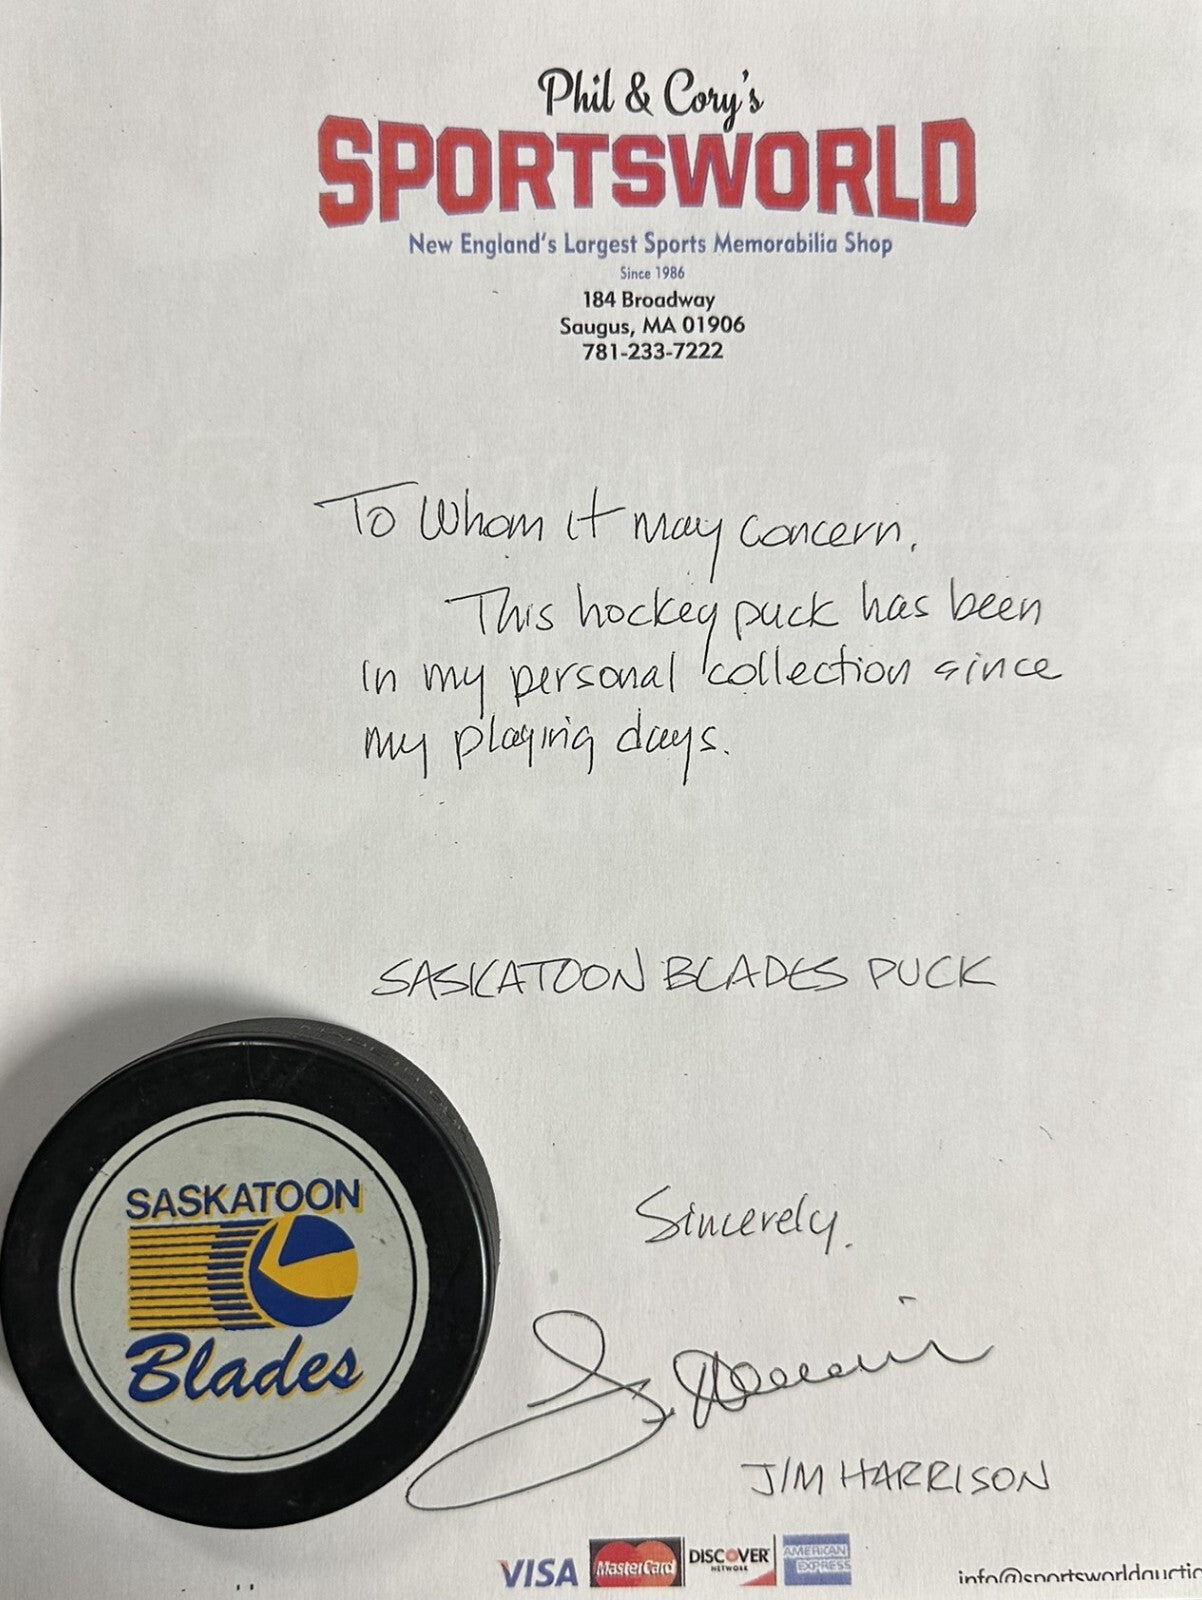 Phil & Cory's
SPORTSWORLD
New England's Largest Sports Memorabilia Shop
Since 1986
184 Broadway
Saugus, MA 01906
781-233-7222
To Whom it may concern.
This hockey puck has been
in my personal collection since
my playing days.
SASKATOON BLADES PUCK
SASKATOON
Blades
Sincerely.
JIM HARRISON
VISA
MasterCard
DISCOVER
NETWORK
AMERICAN
EXPRESS
info@sportsworldauctio